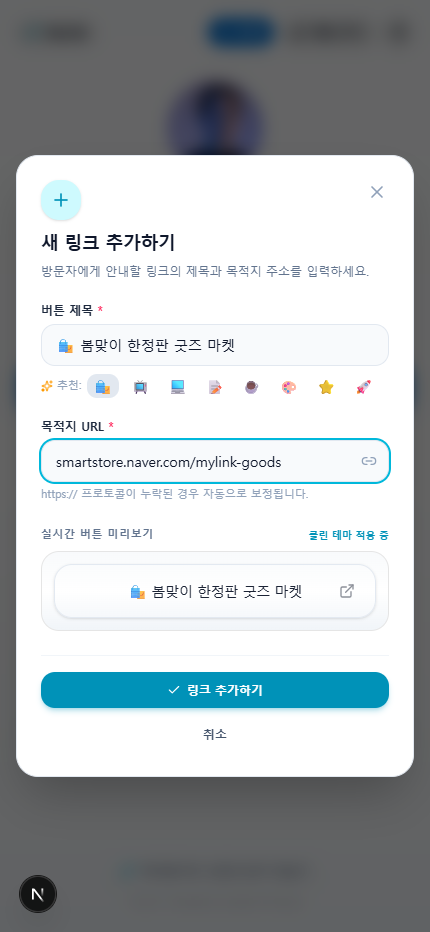 새 링크 추가하기
방문자에게 안내할 링크의 제목과 목적지 주소를 입력하세요.
버튼 제목 *
🛍️ 봄맞이 한정판 굿즈 마켓
✨ 추천: 🛍️ 📺 💻 📝 ☕ 🎨 ⭐ 🚀
목적지 URL *
smartstore.naver.com/mylink-goods
https:// 프로토콜이 누락된 경우 자동으로 보정됩니다.
실시간 버튼 미리보기 클린 테마 적용 중
🛍️ 봄맞이 한정판 굿즈 마켓
링크 추가하기
취소
N